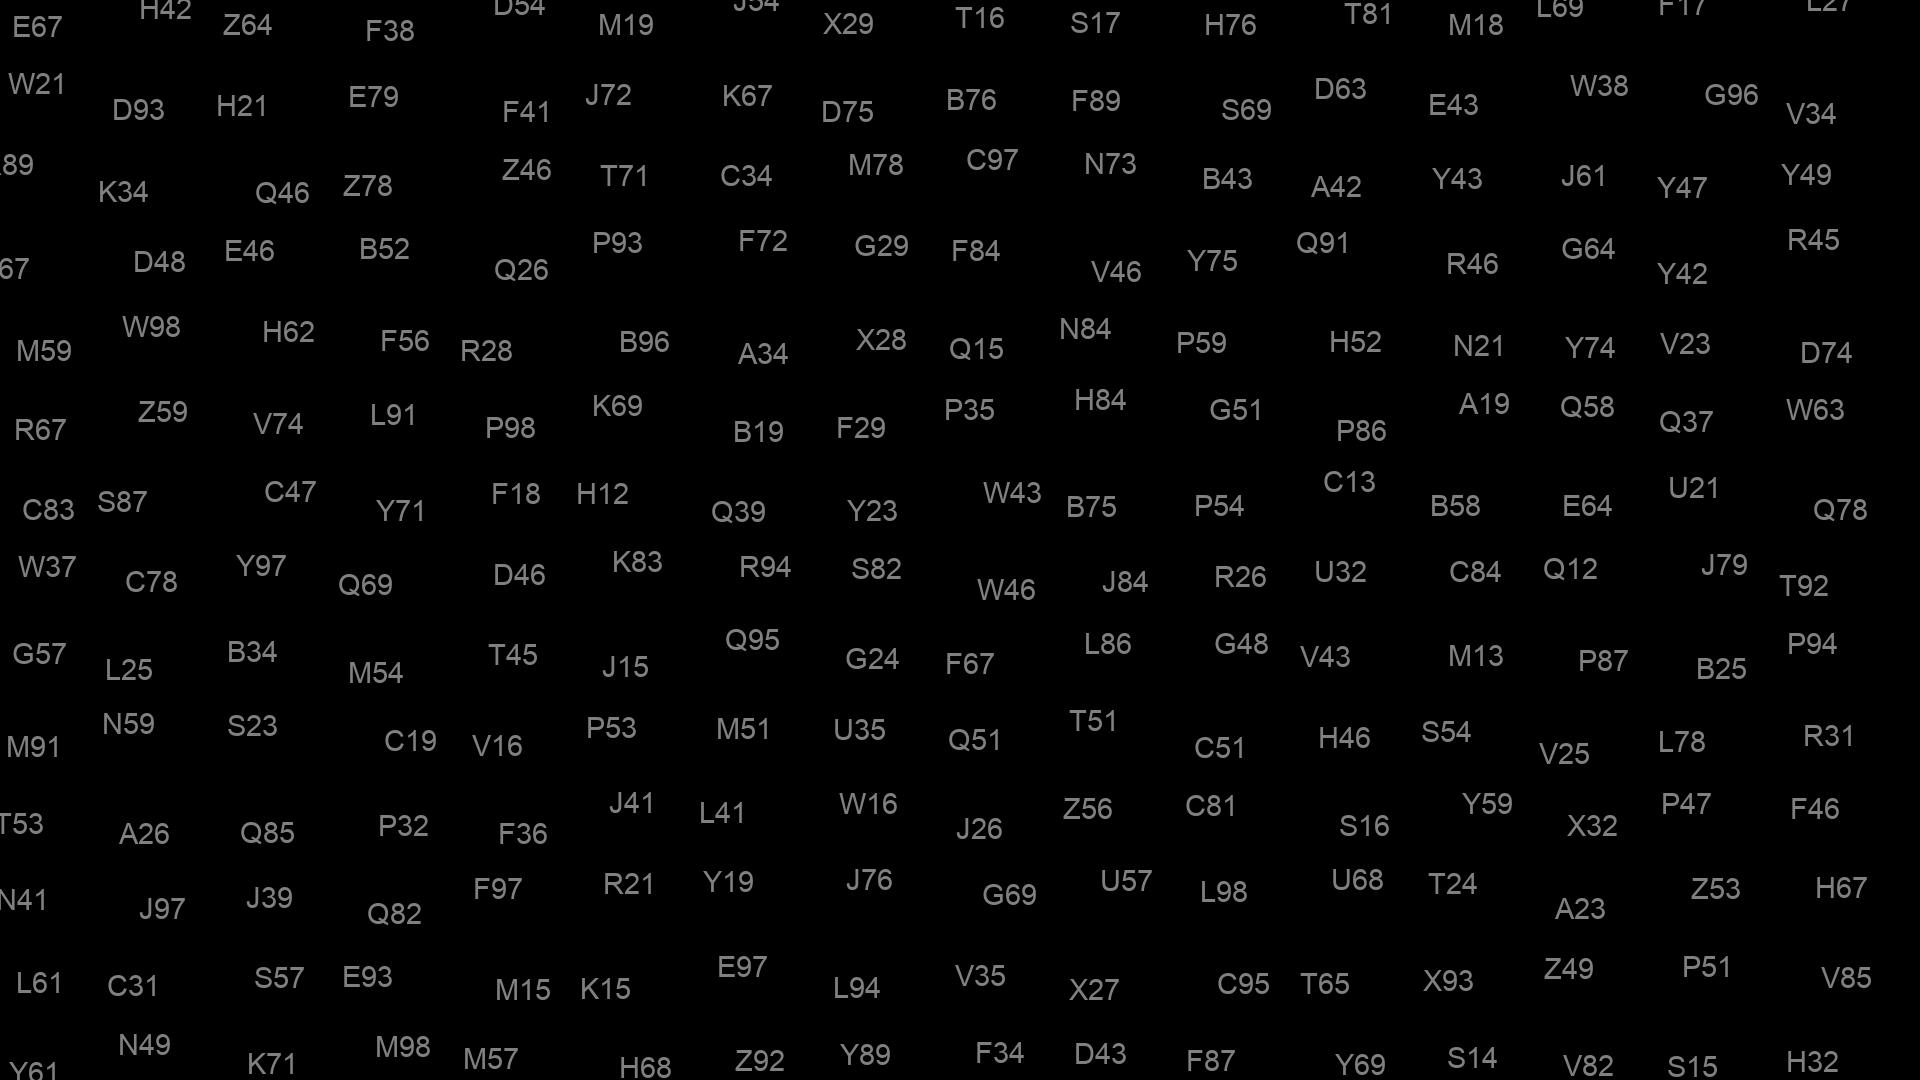 E67 H42 Z64 F38 D54 M19 J54 X29 T16 S17 H76 T81 M18 L69 F17 L27
W21 D93 H21 E79 F41 J72 K67 D75 B76 F89 S69 D63 E43 W38 G96 V34
89 K34 Q46 Z78 Z46 T71 C34 M78 C97 N73 B43 A42 Y43 J61 Y47 Y49
67 D48 E46 B52 Q26 P93 F72 G29 F84 V46 Y75 Q91 R46 G64 Y42 R45
M59 W98 H62 F56 R28 B96 A34 X28 Q15 N84 P59 H52 N21 Y74 V23 D74
R67 Z59 V74 L91 P98 K69 B19 F29 P35 H84 G51 P86 A19 Q58 Q37 W63
C83 S87 C47 Y71 F18 H12 Q39 Y23 W43 B75 P54 C13 B58 E64 U21 Q78
W37 C78 Y97 Q69 D46 K83 R94 S82 W46 J84 R26 U32 C84 Q12 J79 T92
G57 L25 B34 M54 T45 J15 Q95 G24 F67 L86 G48 V43 M13 P87 B25 P94
M91 N59 S23 C19 V16 P53 M51 U35 Q51 T51 C51 H46 S54 V25 L78 R31
T53 A26 Q85 P32 F36 J41 L41 W16 J26 Z56 C81 S16 Y59 X32 P47 F46
N41 J97 J39 Q82 F97 R21 Y19 J76 G69 U57 L98 U68 T24 A23 Z53 H67
L61 C31 S57 E93 M15 K15 E97 L94 V35 X27 C95 T65 X93 Z49 P51 V85
Y61 N49 K71 M98 M57 H68 Z92 Y89 F34 D43 F87 Y69 S14 V82 S15 H32